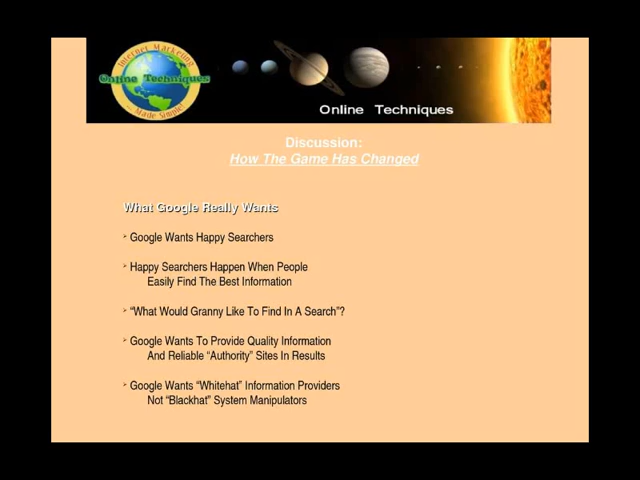 Internet Marketing
Online Techniques
Made Simple!
Online Techniques
Discussion:
How The Game Has Changed
What Google Really Wants
Google Wants Happy Searchers
Happy Searchers Happen When People
Easily Find The Best Information
“What Would Granny Like To Find In A Search”?
Google Wants To Provide Quality Information
And Reliable “Authority” Sites In Results
Google Wants “Whitehat” Information Providers
Not “Blackhat” System Manipulators